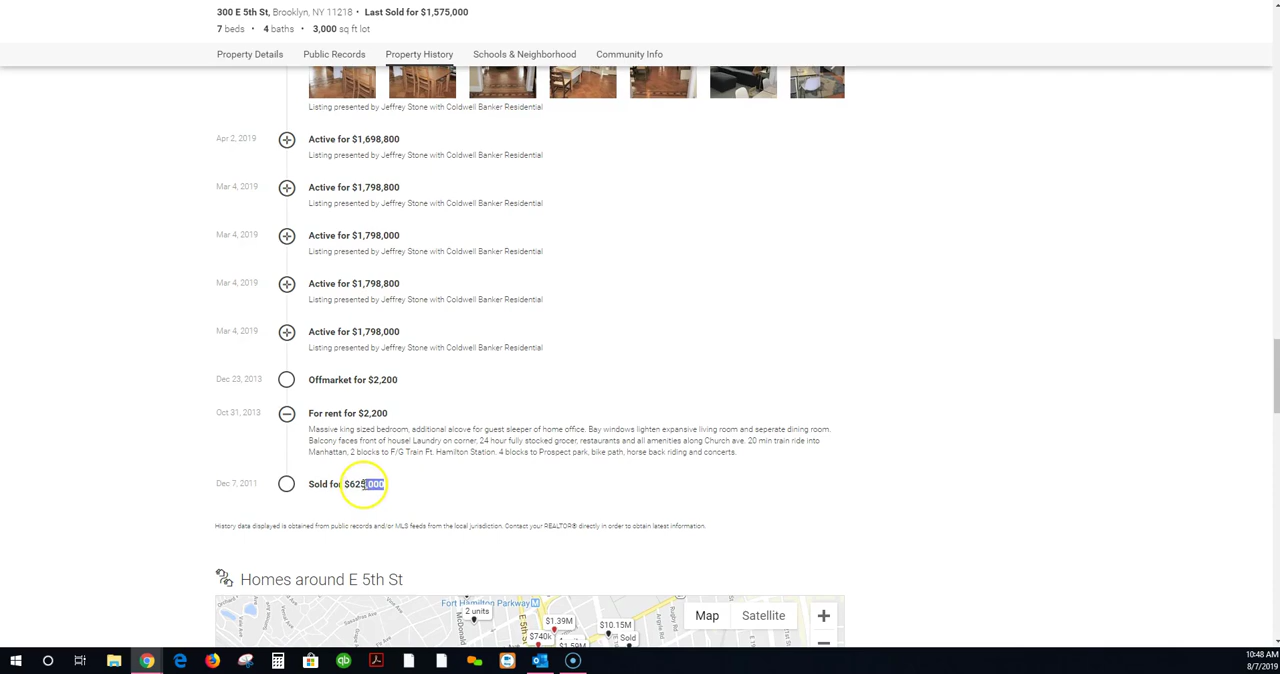 300 E 5th St, Brooklyn, NY 11218 • Last Sold for $1,575,000
7 beds • 4 baths • 3,000 sq ft lot
Property Details Public Records Property History Schools & Neighborhood Community Info
Listing presented by Jeffrey Stone with Coldwell Banker Residential
Apr 2, 2019 Active for $1,698,800
Listing presented by Jeffrey Stone with Coldwell Banker Residential
Mar 4, 2019 Active for $1,798,800
Listing presented by Jeffrey Stone with Coldwell Banker Residential
Mar 4, 2019 Active for $1,798,000
Listing presented by Jeffrey Stone with Coldwell Banker Residential
Mar 4, 2019 Active for $1,798,800
Listing presented by Jeffrey Stone with Coldwell Banker Residential
Mar 4, 2019 Active for $1,798,000
Listing presented by Jeffrey Stone with Coldwell Banker Residential
Dec 23, 2013 Offmarket for $2,200
Oct 31, 2013 For rent for $2,200
Massive king sized bedroom, additional alcove for guest sleeper of home office. Bay windows lighten expansive living room and seperate dining room.
Balcony faces front of house! Laundry on corner, 24 hour fully stocked grocer, restaurants and all amenities along Church ave. 20 min train ride into
Manhattan, 2 blocks to F/G Train Ft. Hamilton Station. 4 blocks to Prospect park, bike path, horse back riding and concerts.
Dec 7, 2011 Sold for $625,000
History data displayed is obtained from public records and/or MLS feeds from the local jurisdiction. Contact your REALTOR® directly in order to obtain latest information.
Homes around E 5th St
Fort Hamilton Parkway
2 units
McDonald
E 5th St
$1.39M
$740k
$10.15M
Sold
Argyle Rd
Map Satellite
10:48 AM
8/7/2019